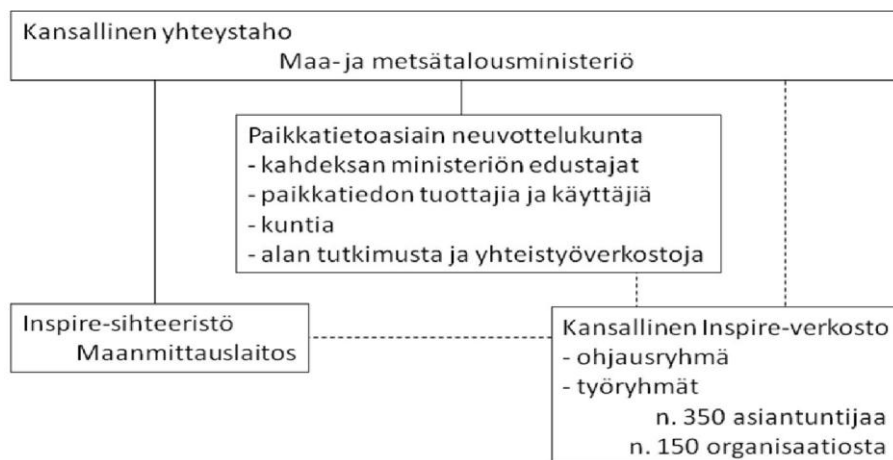 Kansallinen yhteystaho
Maa- ja metsätalousministeriö
Paikkatietoasiain neuvottelukunta
- kahdeksan ministeriön edustajat
- paikkatiedon tuottajia ja käyttäjiä
- kuntia
- alan tutkimusta ja yhteistyöverkostoja
Inspire-sihteeristö
Maanmittauslaitos
Kansallinen Inspire-verkosto
- ohjausryhmä
- työryhmät
n. 350 asiantuntijaa
n. 150 organisaatiosta